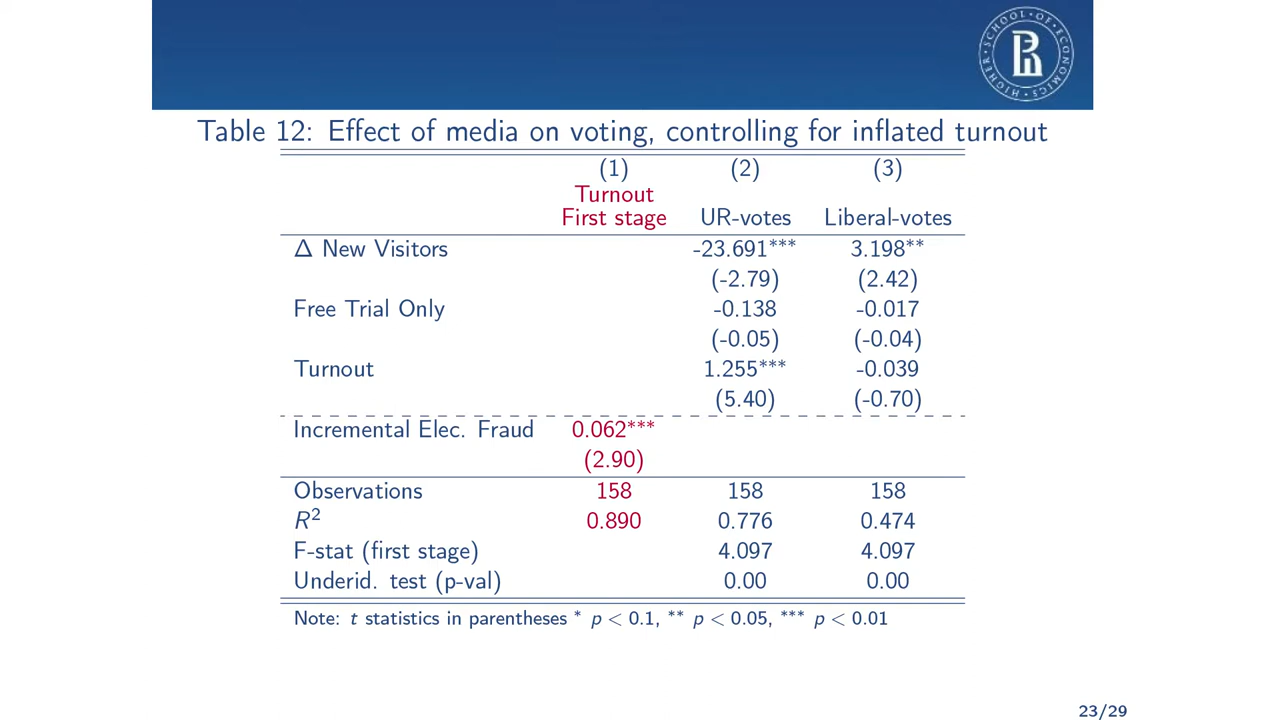 HIGHER · SCHOOL · OF · ECONOMICS ·
Table 12: Effect of media on voting, controlling for inflated turnout
(1) (2) (3)
Turnout
First stage UR-votes Liberal-votes
Δ New Visitors -23.691*** 3.198**
(-2.79) (2.42)
Free Trial Only -0.138 -0.017
(-0.05) (-0.04)
Turnout 1.255*** -0.039
(5.40) (-0.70)
Incremental Elec. Fraud 0.062***
(2.90)
Observations 158 158 158
R² 0.890 0.776 0.474
F-stat (first stage) 4.097 4.097
Underid. test (p-val) 0.00 0.00
Note: t statistics in parentheses * p < 0.1, ** p < 0.05, *** p < 0.01
23/29